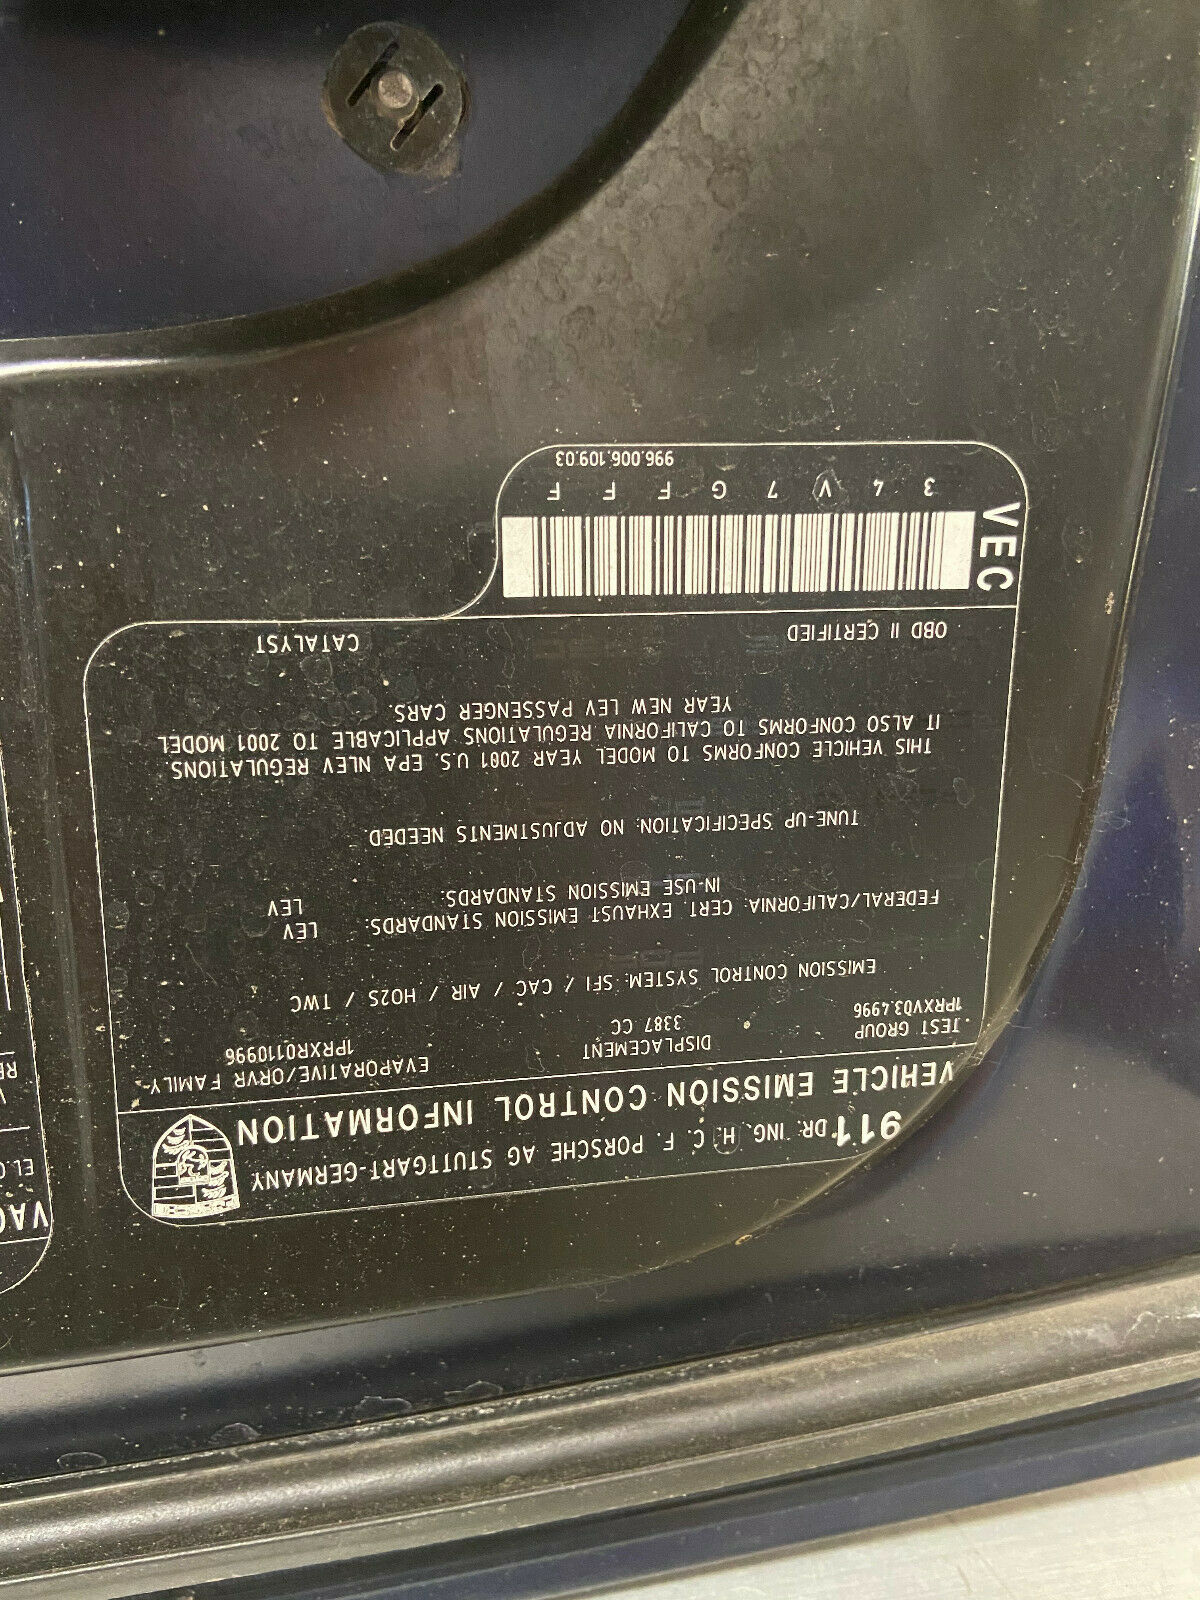 911 DR. ING. H. C. F. PORSCHE AG STUTTGART-GERMANY
VEHICLE EMISSION CONTROL INFORMATION
TEST GROUP DISPLACEMENT EVAPORATIVE/ORVR FAMILY
1PRXV03.4996 3387 CC 1PRXR0110996
EMISSION CONTROL SYSTEM: SFI / CAC / AIR / HO2S / TWC
FEDERAL/CALIFORNIA: CERT. EXHAUST EMISSION STANDARDS: LEV
IN-USE EMISSION STANDARDS: LEV
TUNE-UP SPECIFICATION: NO ADJUSTMENTS NEEDED.
THIS VEHICLE CONFORMS TO MODEL YEAR 2001 U.S. EPA NLEV REGULATIONS.
IT ALSO CONFORMS TO CALIFORNIA REGULATIONS APPLICABLE TO 2001 MODEL
YEAR NEW LEV PASSENGER CARS.
OBD II CERTIFIED CATALYST
VEC
3 4 V 7 G F F F
996.006.109.03